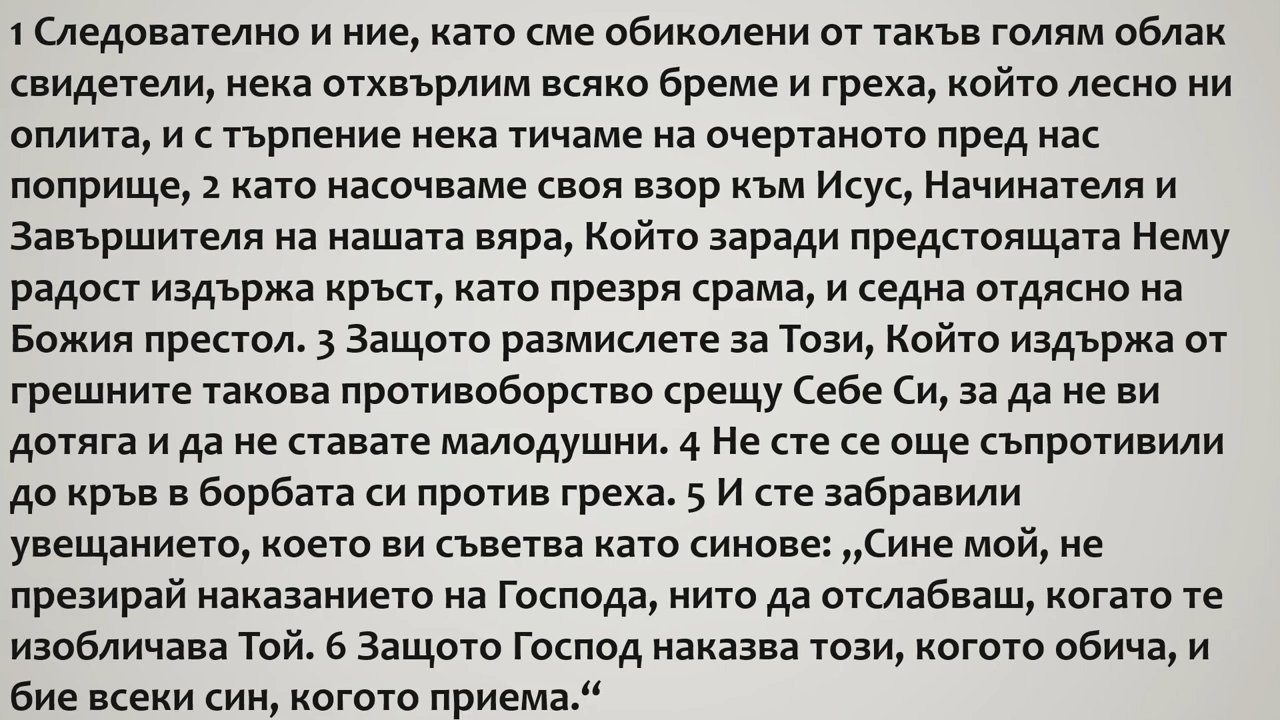 1 Следователно и ние, като сме обиколени от такъв голям облак
свидетели, нека отхвърлим всяко бреме и греха, който лесно ни
оплита, и с търпение нека тичаме на очертаното пред нас
поприще, 2 като насочваме своя взор към Исус, Начинателя и
Завършителя на нашата вяра, Който заради предстоящата Нему
радост издържа кръст, като презря срама, и седна отдясно на
Божия престол. 3 Защото размислете за Този, Който издържа от
грешните такова противоборство срещу Себе Си, за да не ви
дотяга и да не ставате малодушни. 4 Не сте се още съпротивили
до кръв в борбата си против греха. 5 И сте забравили
увещанието, което ви съветва като синове: „Сине мой, не
презирай наказанието на Господа, нито да отслабваш, когато те
изобличава Той. 6 Защото Господ наказва този, когото обича, и
бие всеки син, когото приема.“